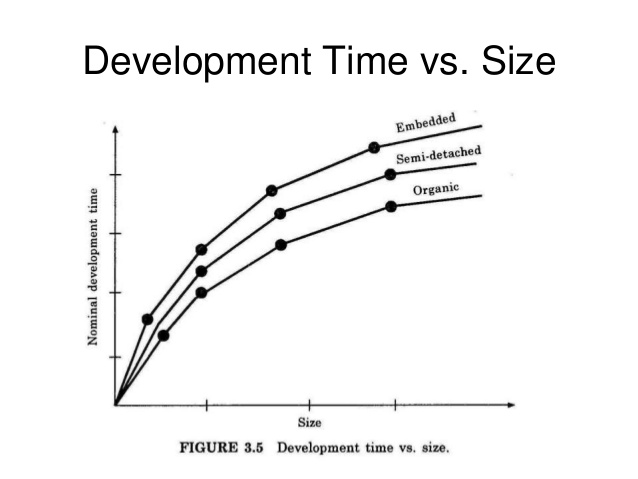 Development Time vs. Size
Embedded
Semi-detached
Organic
Nominal development time
Size
FIGURE 3.5 Development time vs. size.